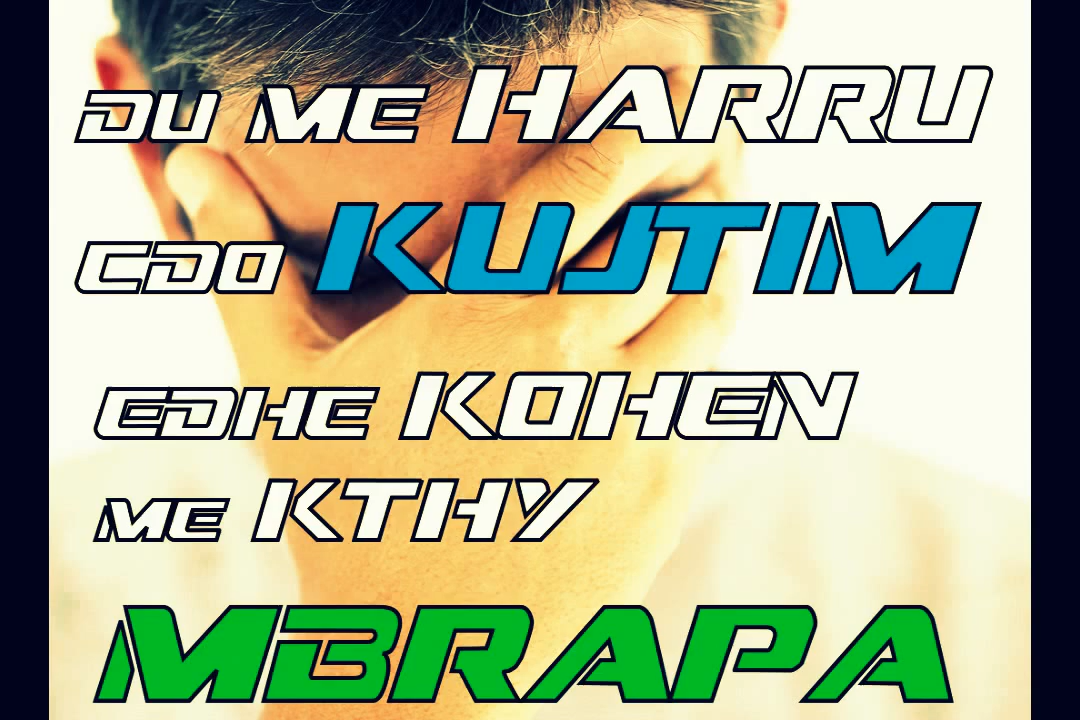 DU ME HARRU
CDO KUJTIM
EDHE KOHEN
ME KTHY
MBRAPA